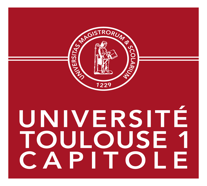 UNIVERSITAS MAGISTRORUM & SCOLARIUM
1229
UNIVERSITÉ
TOULOUSE 1
CAPITOLE